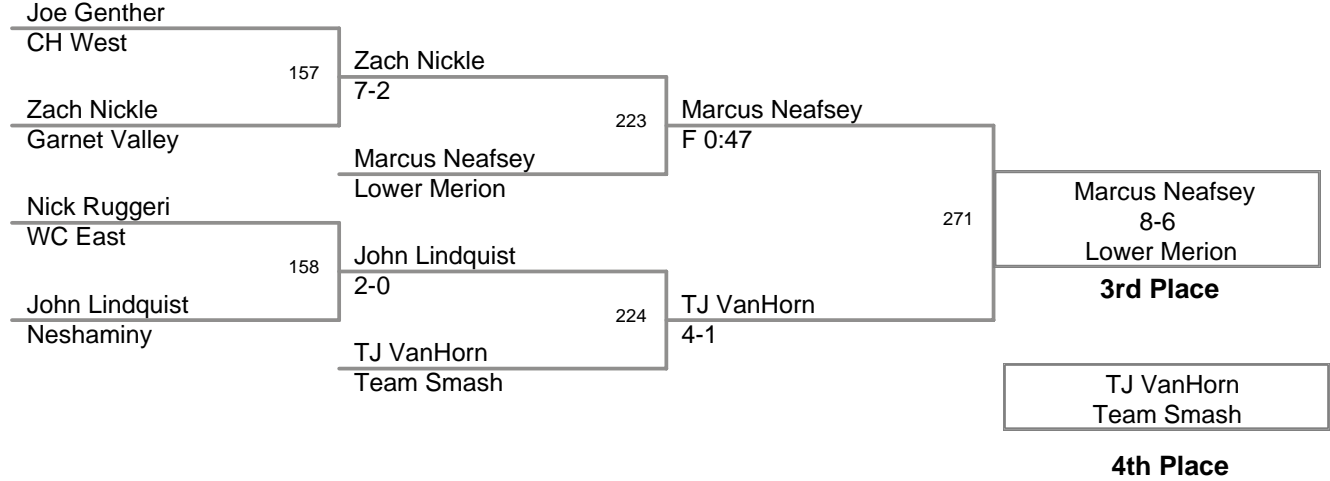 Joe Genther
CH West
157
Zach Nickle
7-2
Zach Nickle
Garnet Valley
223
Marcus Neafsey
F 0:47
Marcus Neafsey
Lower Merion
Nick Ruggeri
WC East
271
Marcus Neafsey
8-6
Lower Merion
3rd Place
158
John Lindquist
2-0
John Lindquist
Neshaminy
224
TJ VanHorn
4-1
TJ VanHorn
Team Smash
TJ VanHorn
Team Smash
4th Place